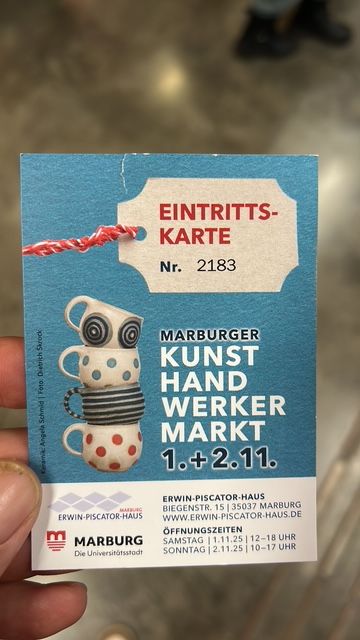 EINTRITTS-
KARTE
Nr. 2183
MARBURGER
KUNST
HAND
WERKER
MARKT
1.+2.11.
Keramik: Angela Schmid | Foto: Dietrich Skrock
MARBURG
ERWIN-PISCATOR-HAUS
MARBURG
Die Universitätsstadt
ERWIN-PISCATOR-HAUS
BIEGENSTR. 15 | 35037 MARBURG
WWW.ERWIN-PISCATOR-HAUS.DE
ÖFFNUNGSZEITEN
SAMSTAG | 1.11.25 | 12–18 UHR
SONNTAG | 2.11.25 | 10–17 UHR